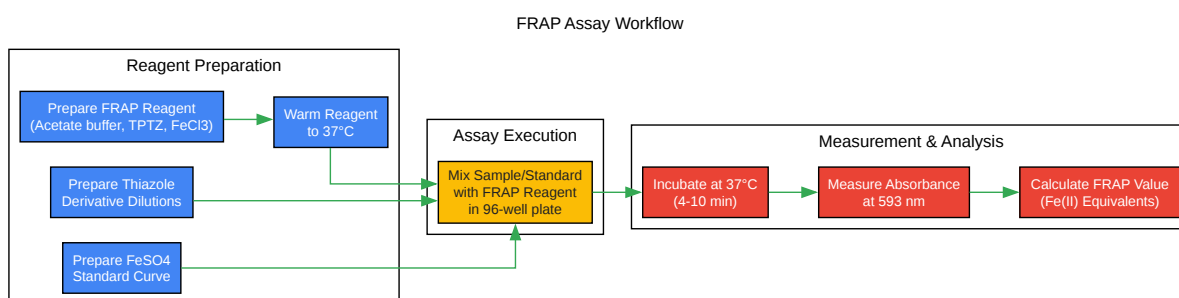 FRAP Assay Workflow
Reagent Preparation
Prepare FRAP Reagent
(Acetate buffer, TPTZ, FeCl3)
Warm Reagent
to 37°C
Prepare Thiazole
Derivative Dilutions
Prepare FeSO4
Standard Curve
Assay Execution
Mix Sample/Standard
with FRAP Reagent
in 96-well plate
Measurement & Analysis
Incubate at 37°C
(4-10 min)
Measure Absorbance
at 593 nm
Calculate FRAP Value
(Fe(II) Equivalents)